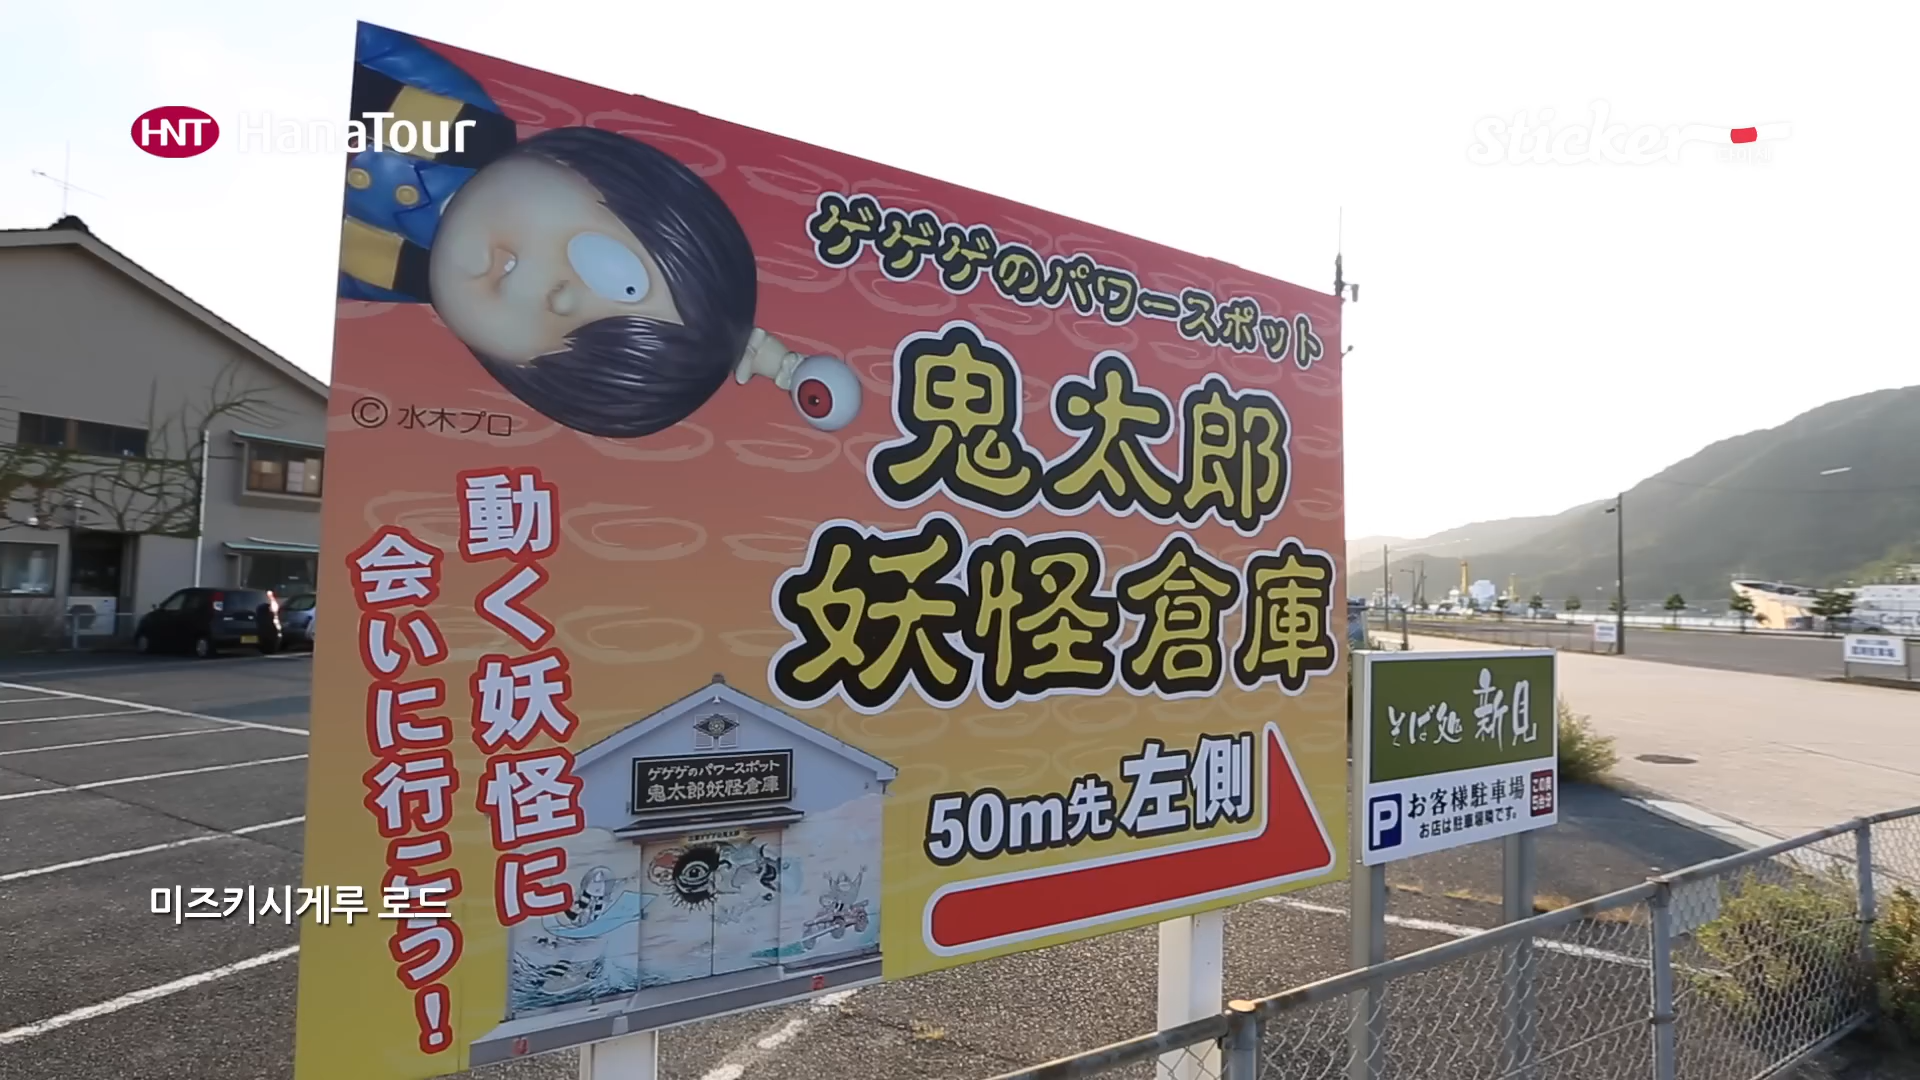 HNT HanaTour
sticker
ゲゲゲのパワースポット
鬼太郎
妖怪倉庫
© 水木プロ
動く妖怪に
会いに行こう!
ゲゲゲのパワースポット
鬼太郎妖怪倉庫
50m先 左側
そば処 新見
P お客様駐車場
お店は駐車場隣です。
미즈키시게루 로드